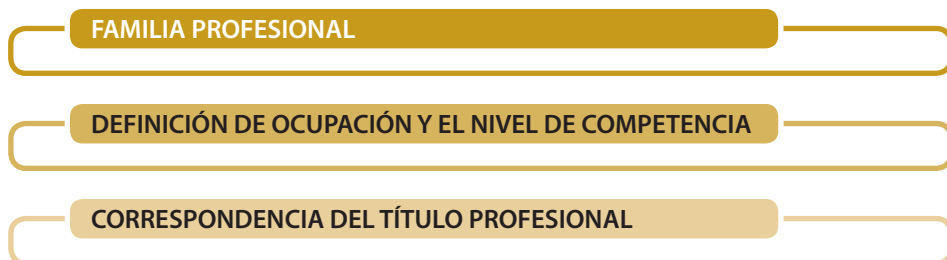 FAMILIA PROFESIONAL
DEFINICIÓN DE OCUPACIÓN Y EL NIVEL DE COMPETENCIA
CORRESPONDENCIA DEL TÍTULO PROFESIONAL